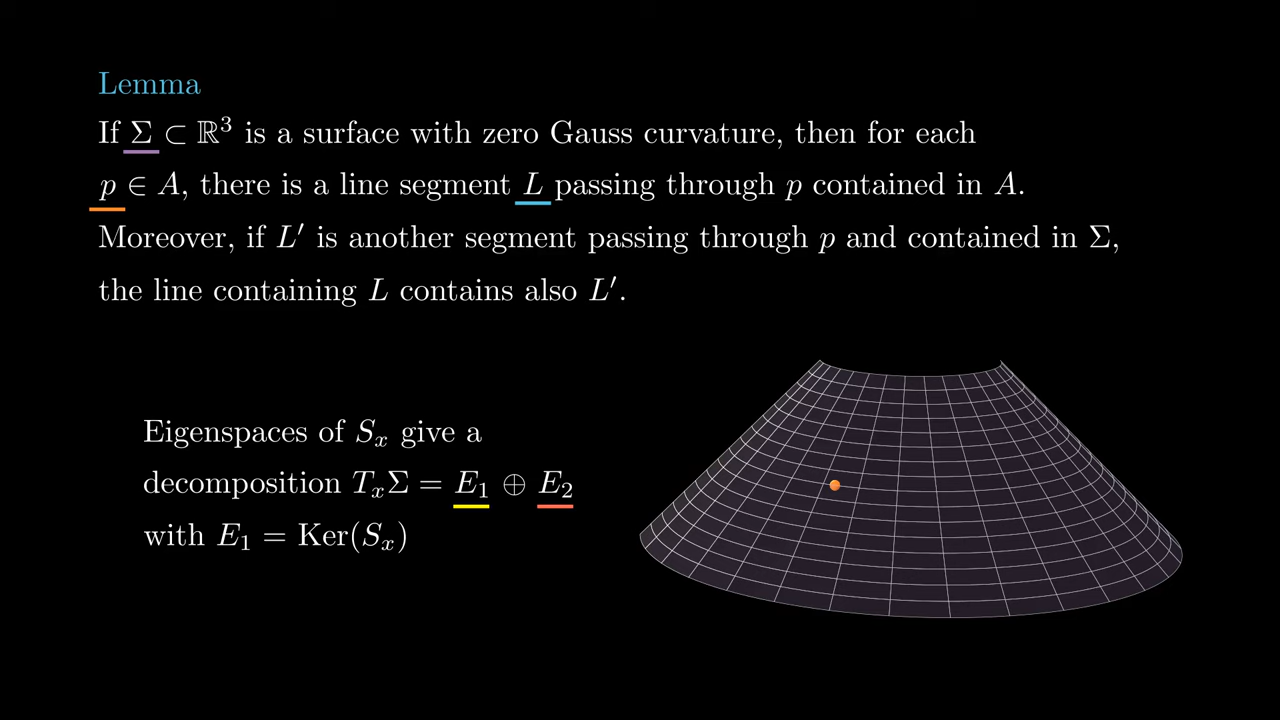 Lemma
If Σ ⊂ ℝ³ is a surface with zero Gauss curvature, then for each
p ∈ A, there is a line segment L passing through p contained in A.
Moreover, if L′ is another segment passing through p and contained in Σ,
the line containing L contains also L′.
Eigenspaces of Sₓ give a
decomposition TₓΣ = E₁ ⊕ E₂
with E₁ = Ker(Sₓ)